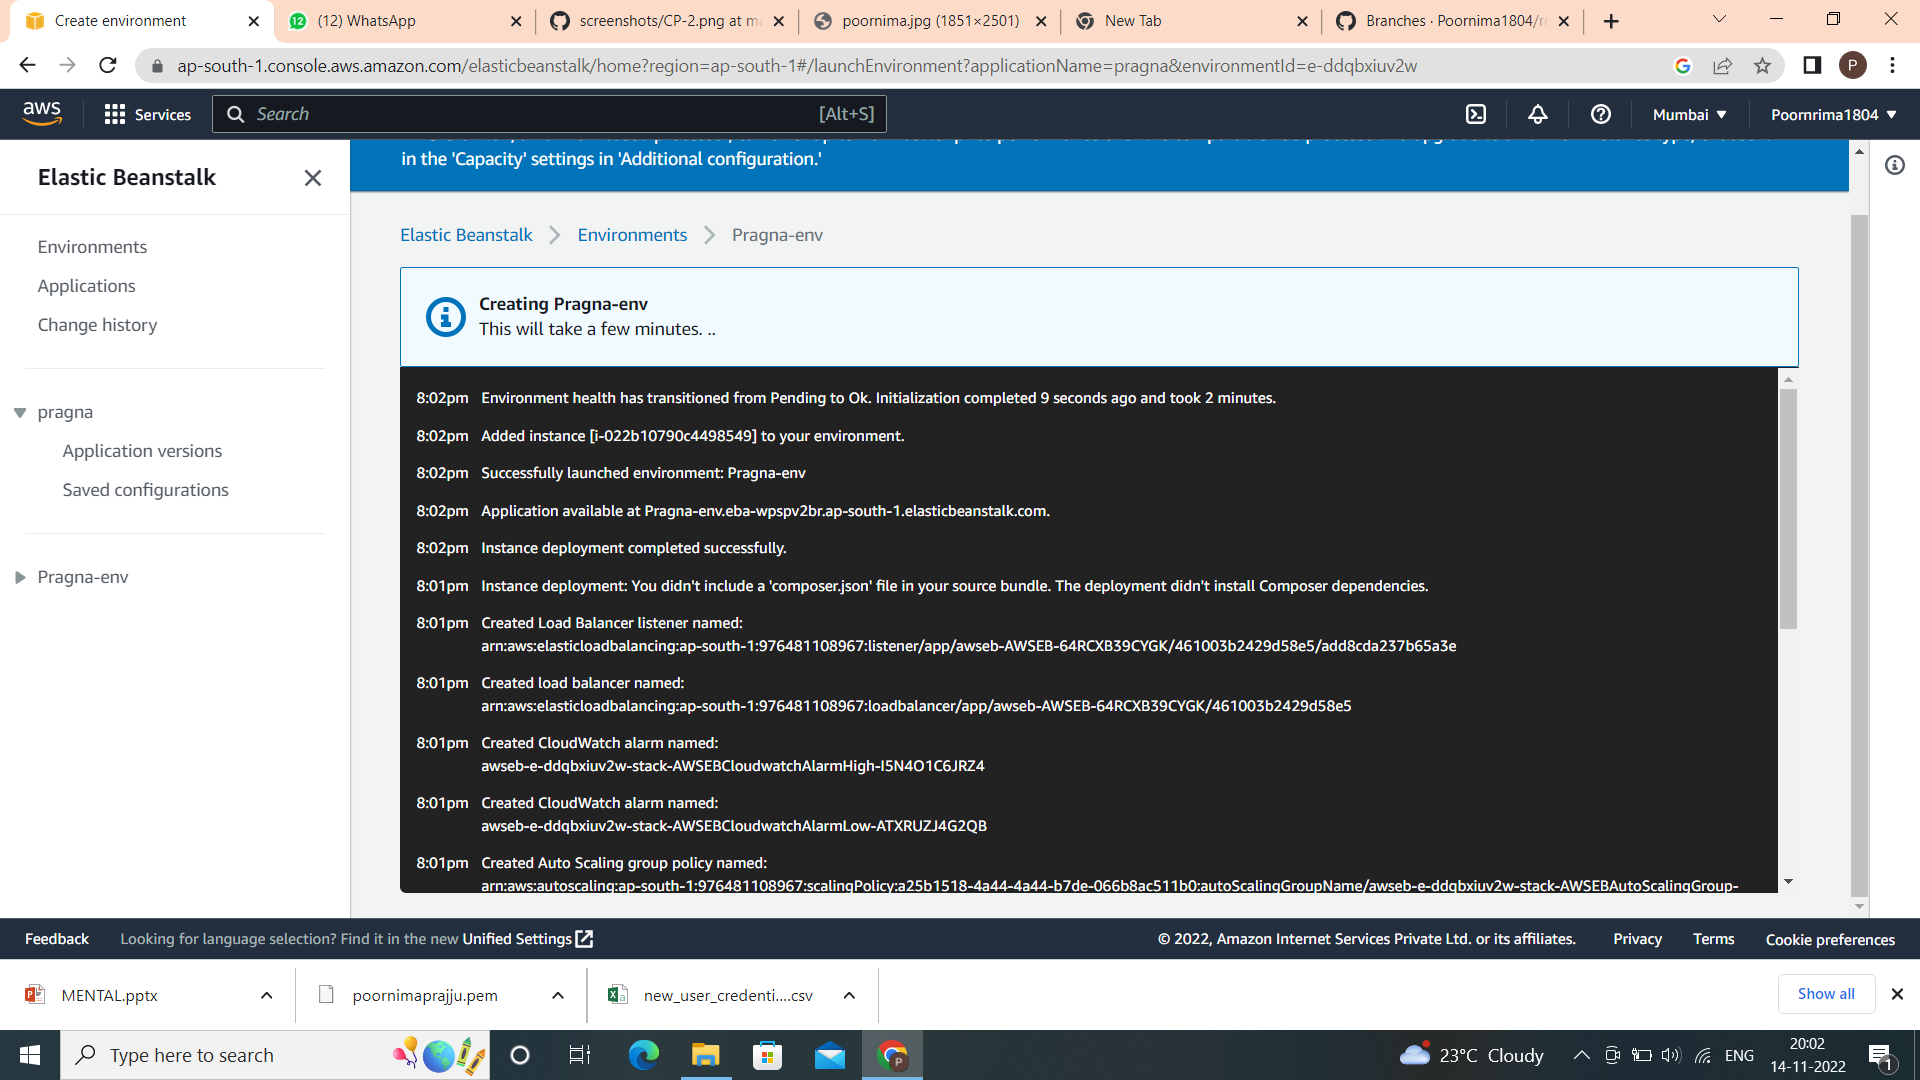 Create environment
(12) WhatsApp
screenshots/CP-2.png at ma
poornima.jpg (1851×2501)
New Tab
Branches · Poornima1804/r
ap-south-1.console.aws.amazon.com/elasticbeanstalk/home?region=ap-south-1#/launchEnvironment?applicationName=pragna&environmentId=e-ddqbxiuv2w
P
aws
Services
Search
[Alt+S]
Mumbai
Poornrima1804
in the 'Capacity' settings in 'Additional configuration.'
Elastic Beanstalk
Environments
Applications
Change history
pragna
Application versions
Saved configurations
Pragna-env
Elastic Beanstalk
Environments
Pragna-env
Creating Pragna-env
This will take a few minutes. ..
8:02pm Environment health has transitioned from Pending to Ok. Initialization completed 9 seconds ago and took 2 minutes.
8:02pm Added instance [i-022b10790c4498549] to your environment.
8:02pm Successfully launched environment: Pragna-env
8:02pm Application available at Pragna-env.eba-wpspv2br.ap-south-1.elasticbeanstalk.com.
8:02pm Instance deployment completed successfully.
8:01pm Instance deployment: You didn't include a 'composer.json' file in your source bundle. The deployment didn't install Composer dependencies.
8:01pm Created Load Balancer listener named:
arn:aws:elasticloadbalancing:ap-south-1:976481108967:listener/app/awseb-AWSEB-64RCXB39CYGK/461003b2429d58e5/add8cda237b65a3e
8:01pm Created load balancer named:
arn:aws:elasticloadbalancing:ap-south-1:976481108967:loadbalancer/app/awseb-AWSEB-64RCXB39CYGK/461003b2429d58e5
8:01pm Created CloudWatch alarm named:
awseb-e-ddqbxiuv2w-stack-AWSEBCloudwatchAlarmHigh-I5N4O1C6JRZ4
8:01pm Created CloudWatch alarm named:
awseb-e-ddqbxiuv2w-stack-AWSEBCloudwatchAlarmLow-ATXRUZJ4G2QB
8:01pm Created Auto Scaling group policy named:
arn:aws:autoscaling:ap-south-1:976481108967:scalingPolicy:a25b1518-4a44-4a44-b7de-066b8ac511b0:autoScalingGroupName/awseb-e-ddqbxiuv2w-stack-AWSEBAutoScalingGroup-
Feedback
Looking for language selection? Find it in the new Unified Settings
© 2022, Amazon Internet Services Private Ltd. or its affiliates.
Privacy
Terms
Cookie preferences
MENTAL.pptx
poornimaprajju.pem
new_user_credenti....csv
Show all
Type here to search
23°C Cloudy
ENG
20:02
14-11-2022
1